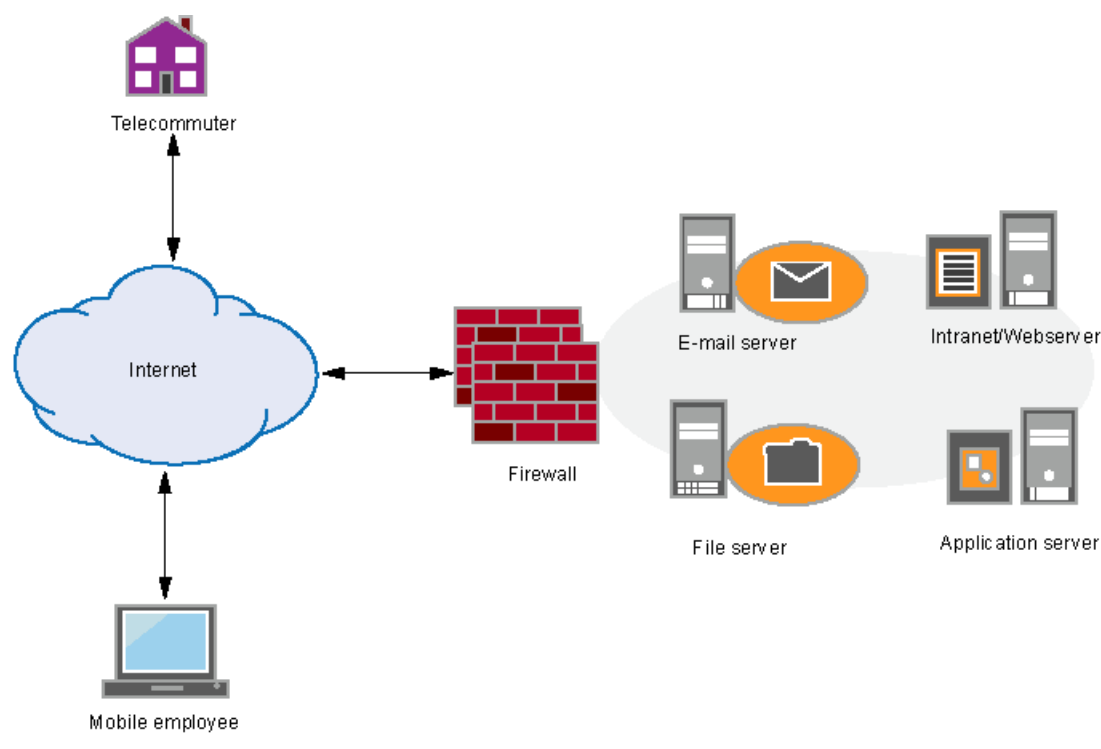 Telecommuter
Internet
E-mail server
Intranet/Webserver
Firewall
File server
Application server
Mobile employee